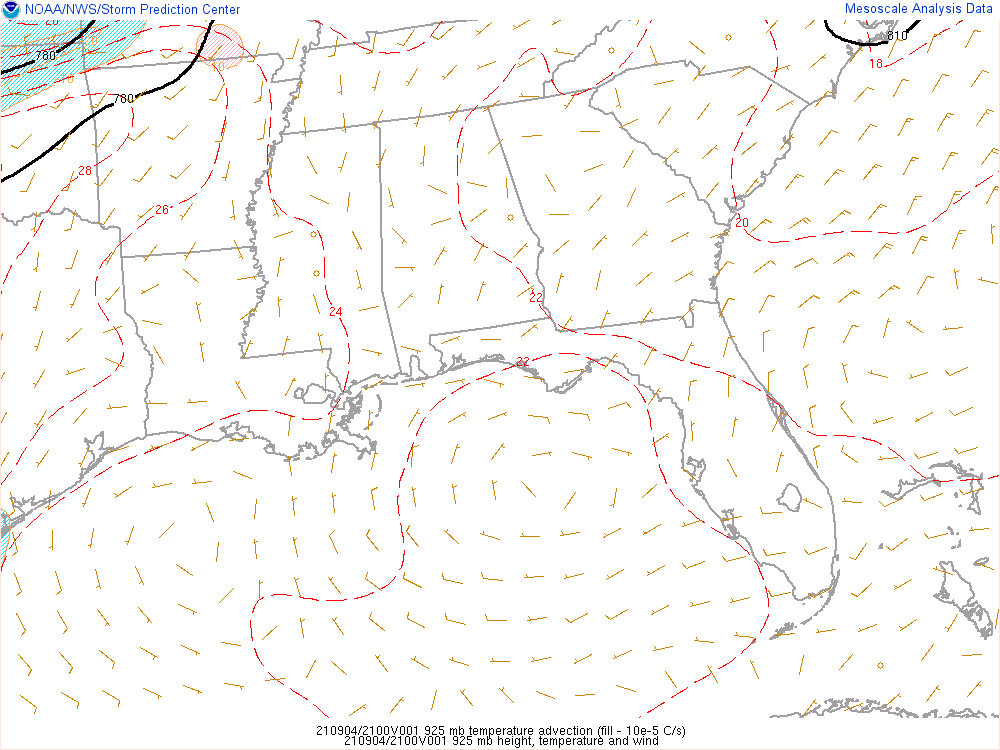 NOAA/NWS/Storm Prediction Center
Mesoscale Analysis Data
810
780
18
780
28
26
20
22
24
22
210904/2100V001 925 mb temperature advection (fill - 10e-5 C/s)
210904/2100V001 925 mb height, temperature and wind